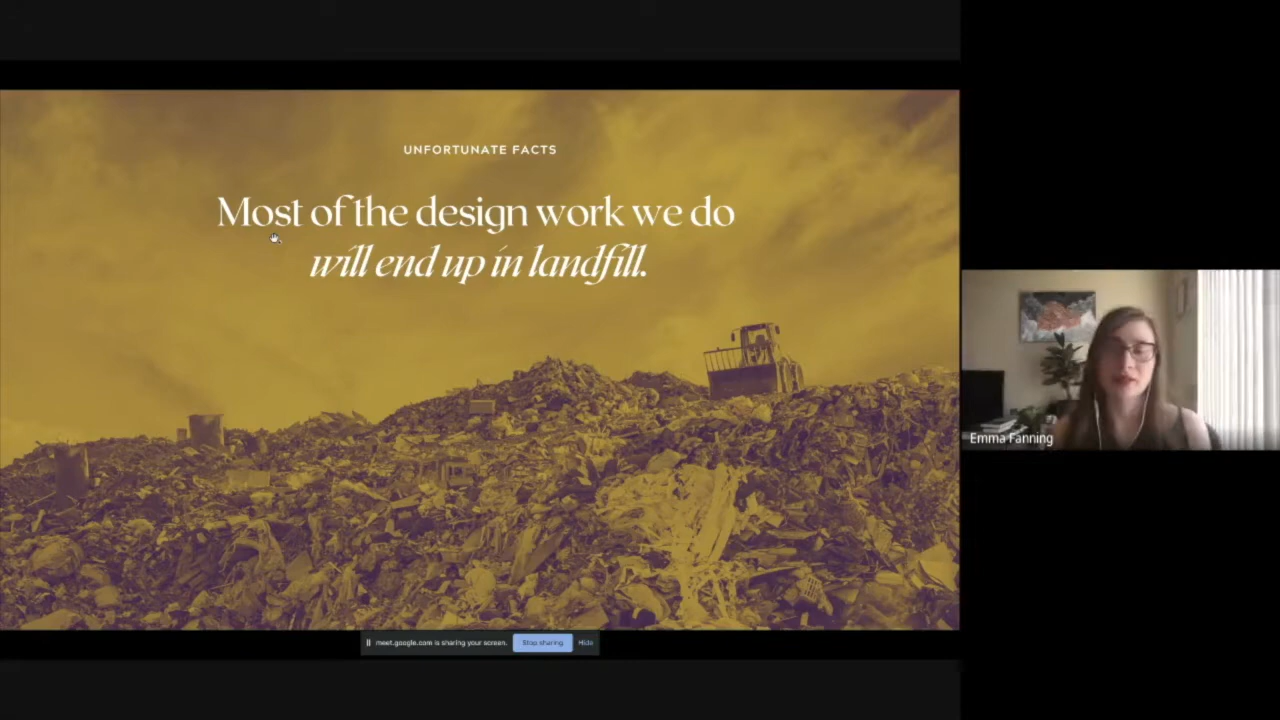 UNFORTUNATE FACTS
Most of the design work we do
will end up in landfill.
Emma Fanning
meet.google.com is sharing your screen. Stop sharing Hide